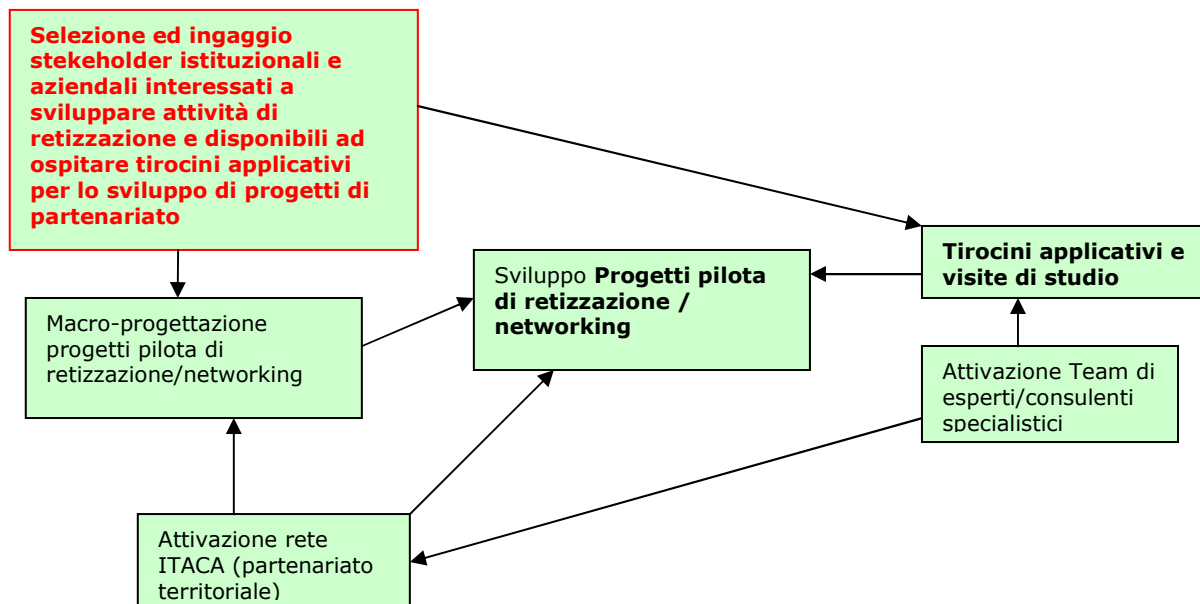 Selezione ed ingaggio
stekeholder istituzionali e
aziendali interessati a
sviluppare attività di
retizzazione e disponibili ad
ospitare tirocini applicativi
per lo sviluppo di progetti di
partenariato
Tirocini applicativi e
visite di studio
Sviluppo Progetti pilota
di retizzazione /
networking
Macro-progettazione
progetti pilota di
retizzazione/networking
Attivazione Team di
esperti/consulenti
specialistici
Attivazione rete
ITACA (partenariato
territoriale)